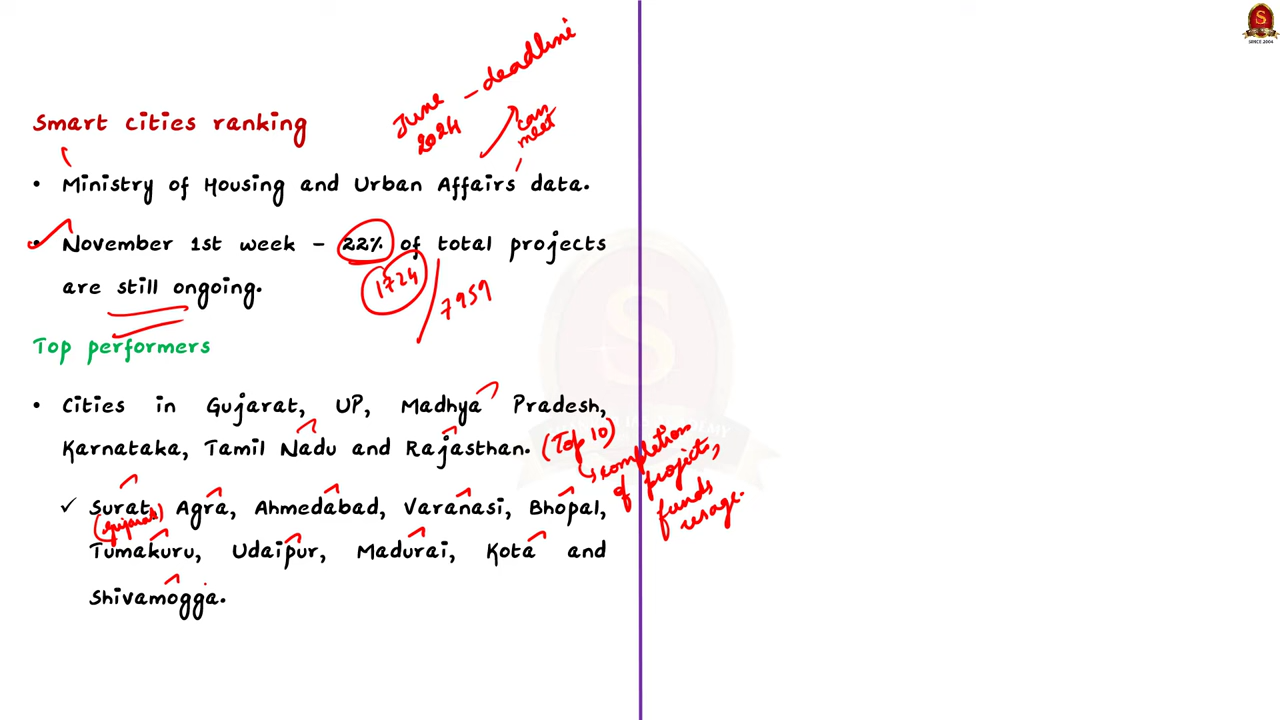 June - deadline
2024
can
meet
Smart cities ranking
• Ministry of Housing and Urban Affairs data.
• November 1st week - 22% of total projects
are still ongoing.
1724/7959
Top performers
• Cities in Gujarat, UP, Madhya Pradesh,
Karnataka, Tamil Nadu and Rajasthan. (Top 10)
completion
of projects,
funds
usage.
✓ Surat, Agra, Ahmedabad, Varanasi, Bhopal,
(Gujarat)
Tumakuru, Udaipur, Madurai, Kota and
Shivamogga.
S
SINCE 2004